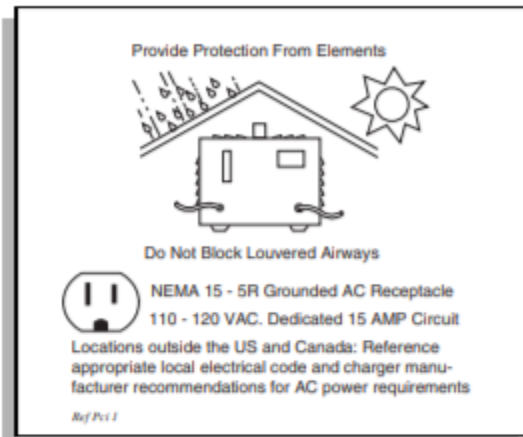 Provide Protection From Elements
Do Not Block Louvered Airways
NEMA 15 - 5R Grounded AC Receptacle
110 - 120 VAC. Dedicated 15 AMP Circuit
Locations outside the US and Canada: Reference
appropriate local electrical code and charger manu-
facturer recommendations for AC power requirements
Ref Pci 1